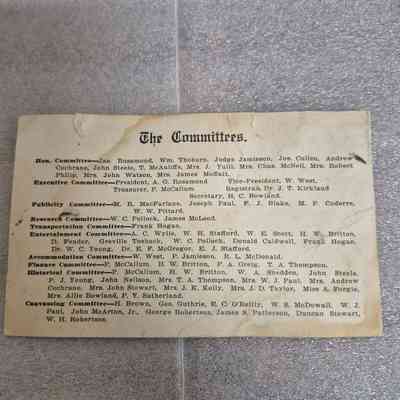 The Committees.
Hon. Committee—Jas. Rosamond, Wm. Thoburn, Judge Jamieson, Joe. Cullen, Andrew
Cochrane, John Steele, T. McAuliffe, Mrs. J. Yuill, Mrs. Chas. McNeil, Mrs. Robert
Philip, Mrs. John Watson, Mrs. James Moffatt.
Executive Committee—President, A. G. Rosamond Vice-President, W. West,
Treasurer, P. McCallum. Registrar, Dr. J. T. Kirkland
Secretary, H. C. Rowland.
Publicity Committee—M. R. MacFarlane, Joseph Paul, F. J. Blake, M. P. Coderre,
W. W. Pittard.
Research Committee—W. C. Pollock, James McLeod.
Transportation Committee—Frank Hogan.
Entertainment Committee—A. C. Wylie, W. H. Stafford, W. E. Scott, H. W. Britton,
D. Fender, Greville Toshack, W. C. Pollock, Donald Caldwell, Frank Hogan,
Dr. W. C. Young, Dr. E. F. McGregor, E. J. Stafford.
Accommodation Committee—W. West, P. Jamieson, R. L. McDonald.
Finance Committee—P. McCallum, H. W. Britton, P. A. Greig, T. A. Thompson.
Historical Committee—P. McCallum, H. W. Britton, W. A. Shedden, John Steele,
P. J. Young, John Neilson, Mrs. T. A. Thompson, Mrs. W. J. Paul, Mrs. Andrew
Cochrane, Mrs. John Stewart, Mrs. J. K. Kelly, Mrs. J. D. Taylor, Miss A. Forgie,
Mrs. Allie Rowland, P. Y. Sutherland.
Canvassing Committee—H. Brown, Geo. Guthrie, E. C. O'Reilly, W. S. McDowall, W. J.
Paul, John McArton, Jr., George Robertson, James S. Patterson, Duncan Stewart,
W. H. Robertson.